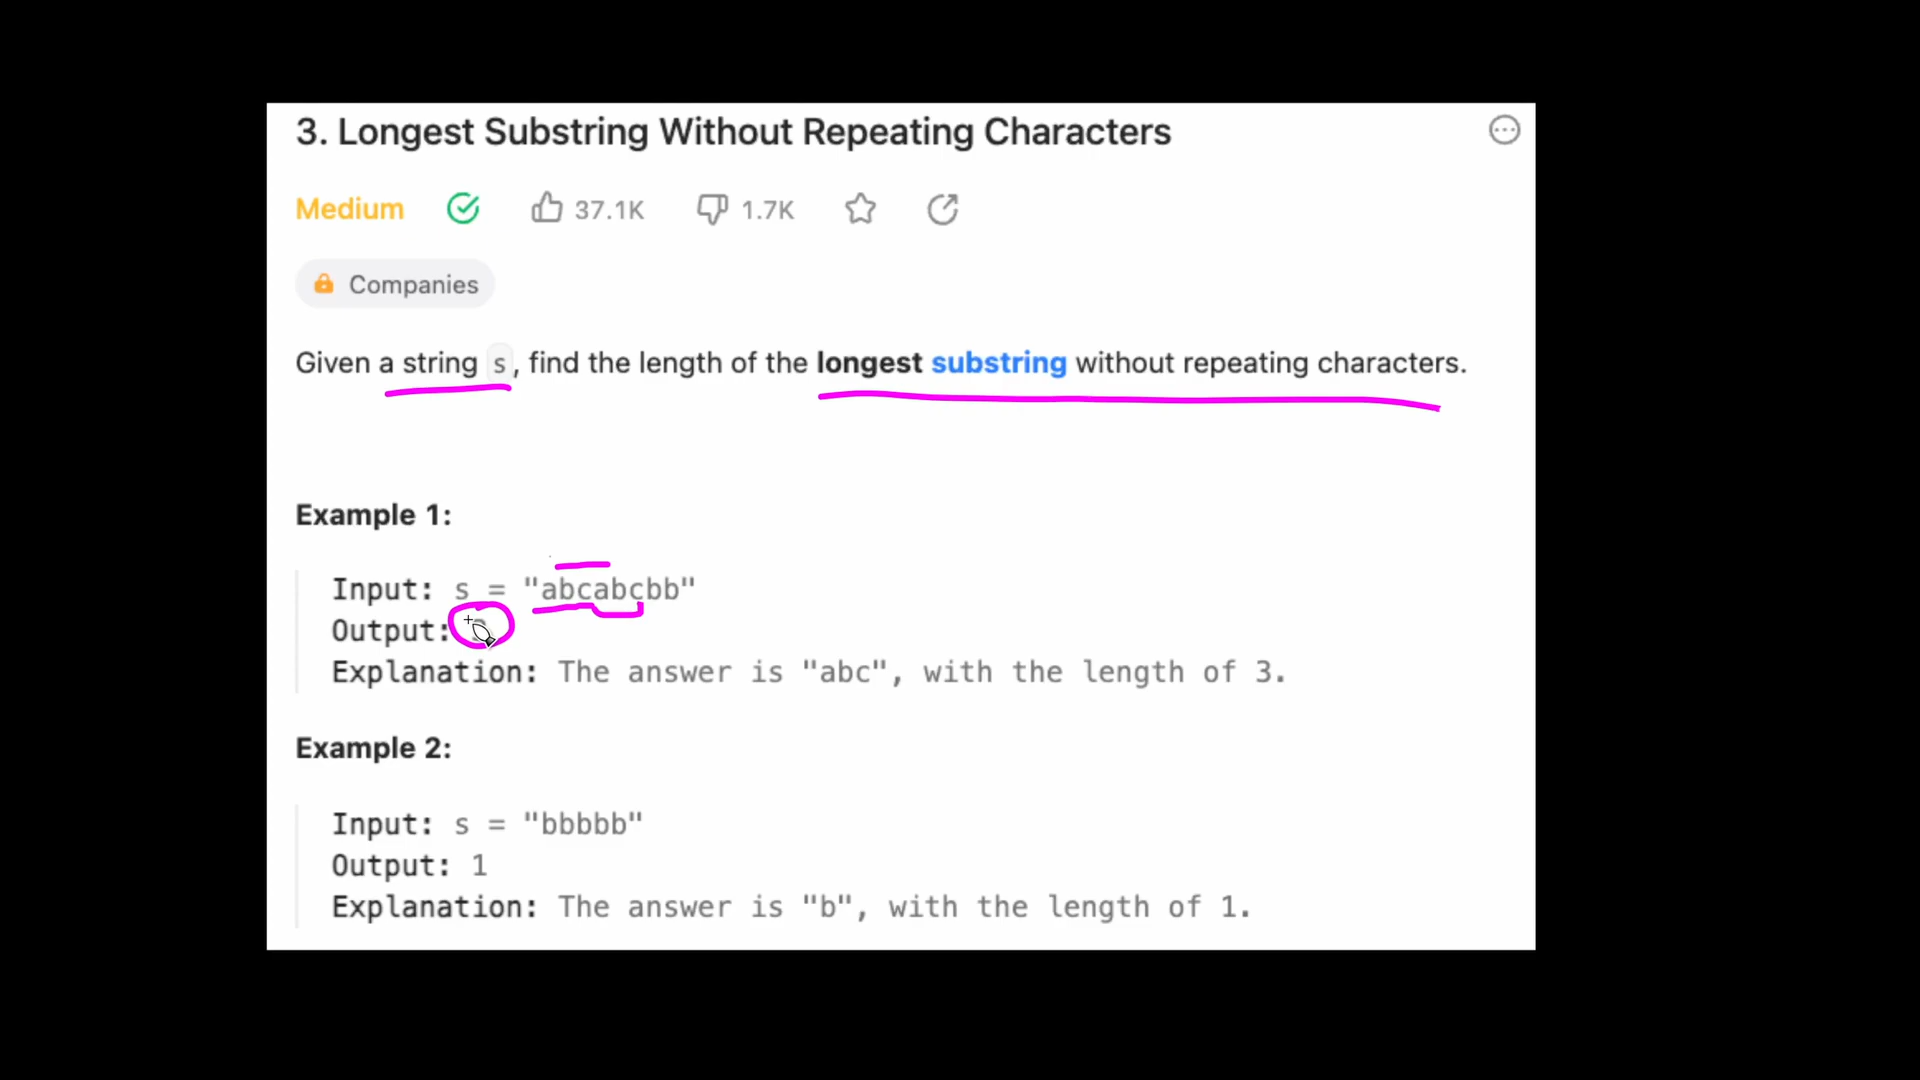 3. Longest Substring Without Repeating Characters
Medium 37.1K 1.7K
Companies
Given a string s, find the length of the longest substring without repeating characters.
Example 1:
Input: s = "abcabcbb"
Output:
Explanation: The answer is "abc", with the length of 3.
Example 2:
Input: s = "bbbbb"
Output: 1
Explanation: The answer is "b", with the length of 1.